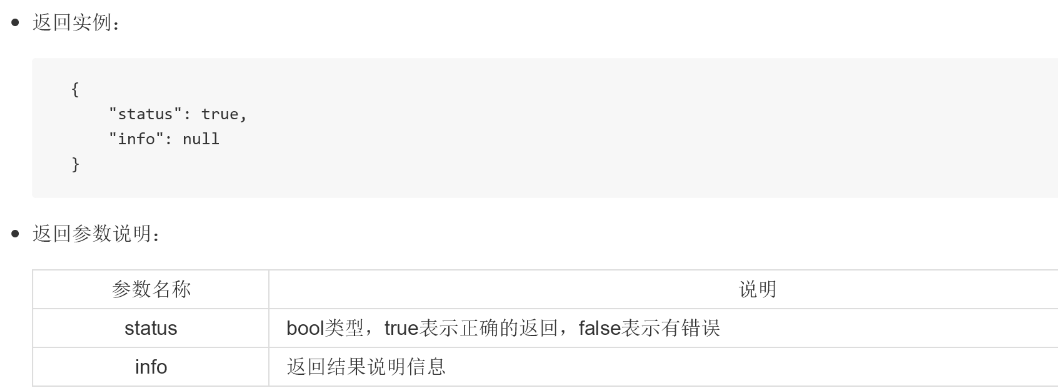 返回实例：
{
"status": true,
"info": null
}
返回参数说明：
参数名称 说明
status bool类型，true表示正确的返回，false表示有错误
info 返回结果说明信息